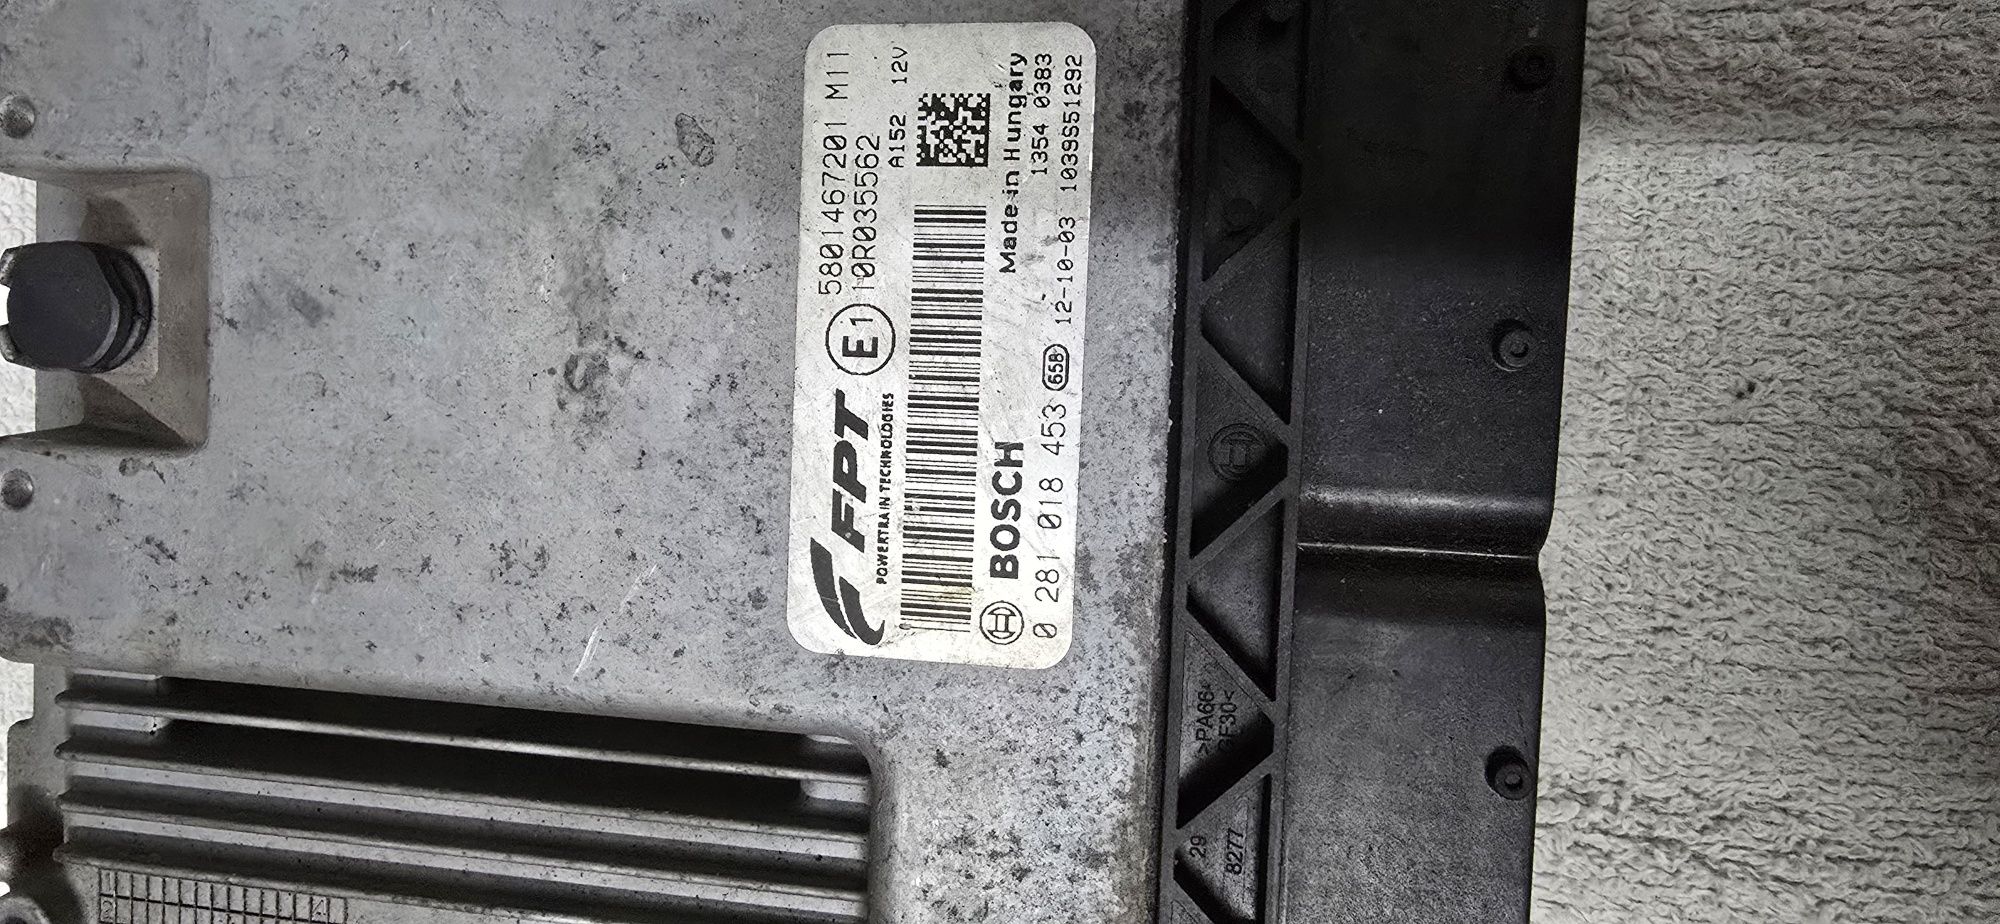 5801467201 M11
E1 10R035562
FPT
POWERTRAIN TECHNOLOGIES
A152 12V
BOSCH
Made in Hungary
1354 0383
0 281 018 453 658 12-10-03 1039S51292
>PA66-
GF30<
29
8277